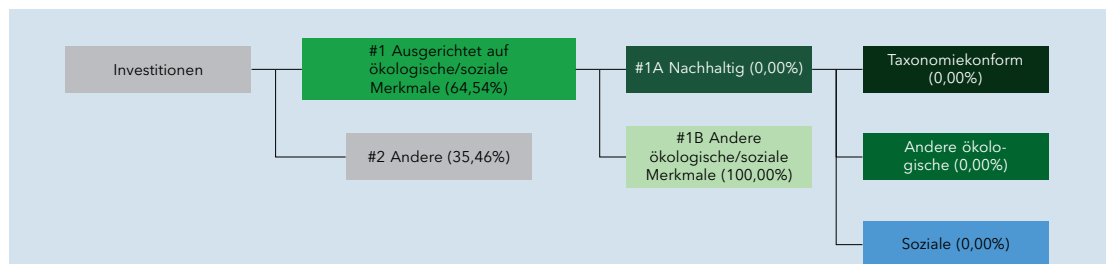 Investitionen
#1 Ausgerichtet auf
ökologische/soziale
Merkmale (64,54%)
#2 Andere (35,46%)
#1A Nachhaltig (0,00%)
#1B Andere
ökologische/soziale
Merkmale (100,00%)
Taxonomiekonform
(0,00%)
Andere ökolo-
gische (0,00%)
Soziale (0,00%)